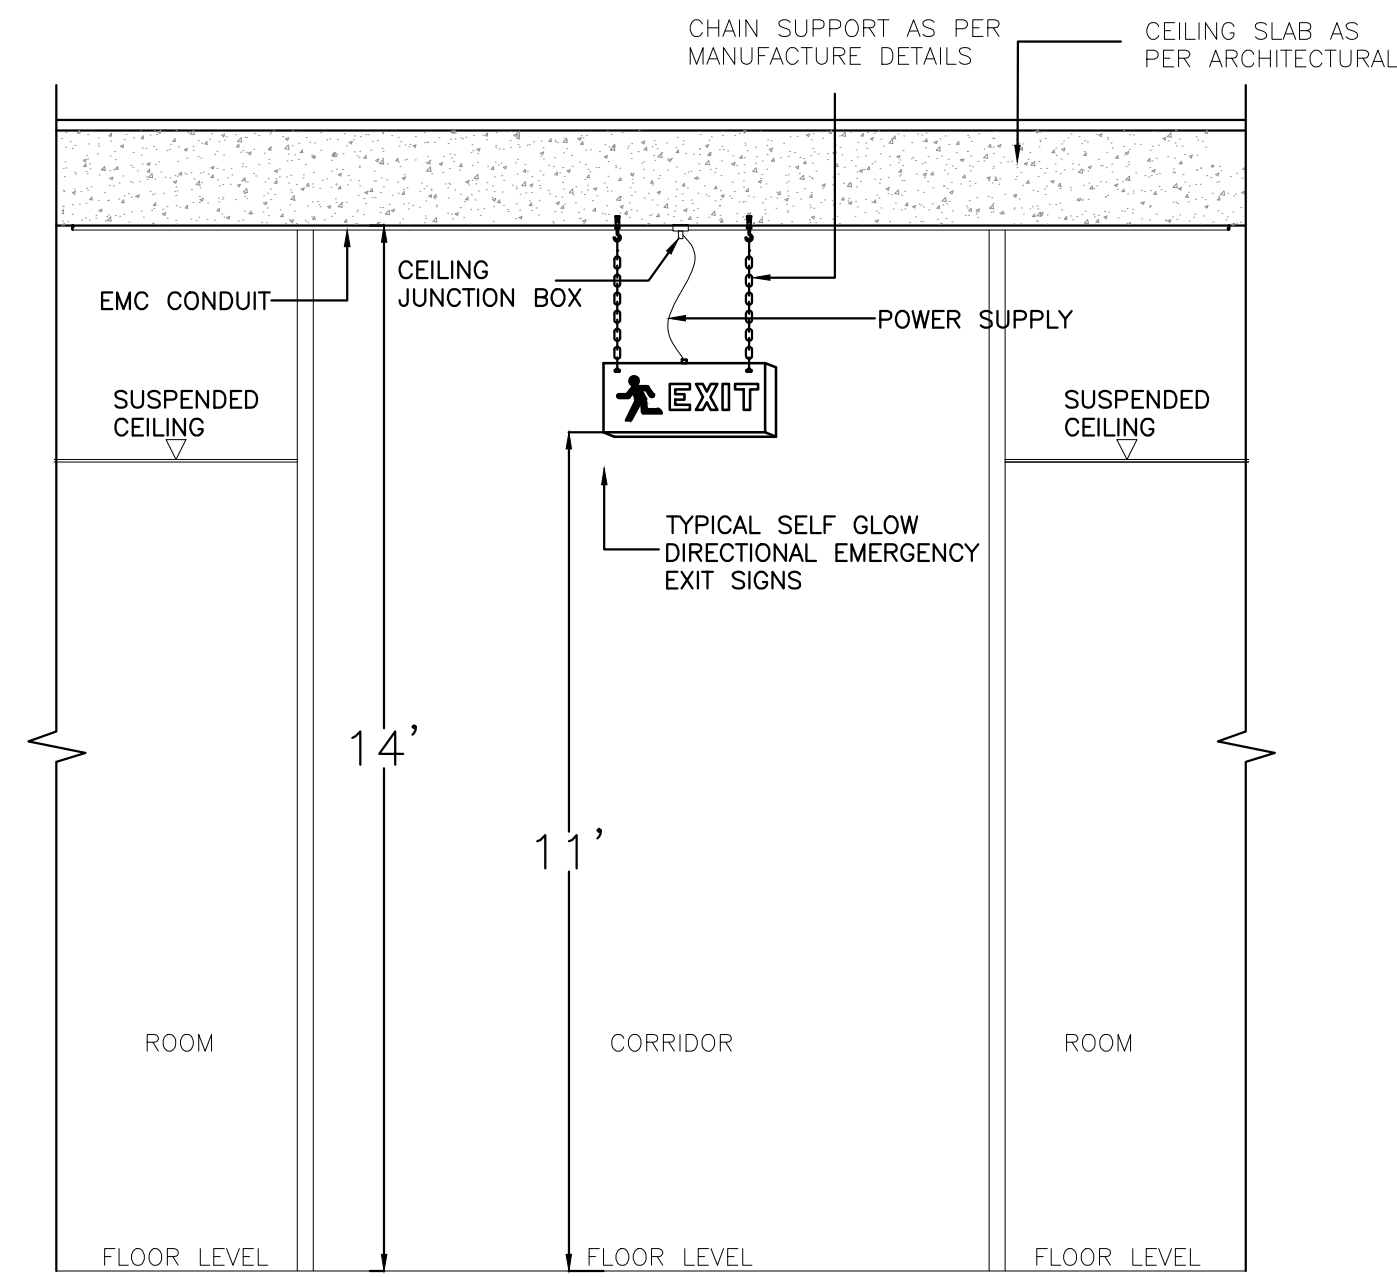 CHAIN SUPPORT AS PER
MANUFACTURE DETAILS
CEILING SLAB AS
PER ARCHITECTURAL
CEILING
JUNCTION BOX
EMC CONDUIT
POWER SUPPLY
SUSPENDED
CEILING
EXIT
SUSPENDED
CEILING
TYPICAL SELF GLOW
DIRECTIONAL EMERGENCY
EXIT SIGNS
14'
11'
ROOM
CORRIDOR
ROOM
FLOOR LEVEL
FLOOR LEVEL
FLOOR LEVEL